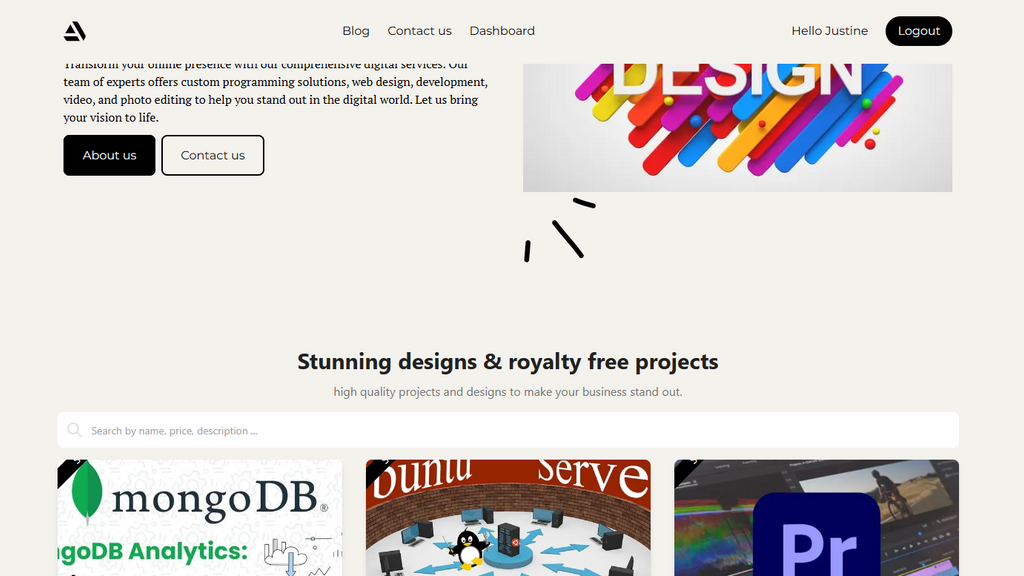 Blog Contact us Dashboard Hello Justine Logout
Transform your online presence with our comprehensive digital services. Our
team of experts offers custom programming solutions, web design, development,
video, and photo editing to help you stand out in the digital world. Let us bring
your vision to life.
About us Contact us
DESIGN
Stunning designs & royalty free projects
high quality projects and designs to make your business stand out.
Search by name, price, description ...
mongoDB®
ngoDB Analytics:
buntu Serve
Pr